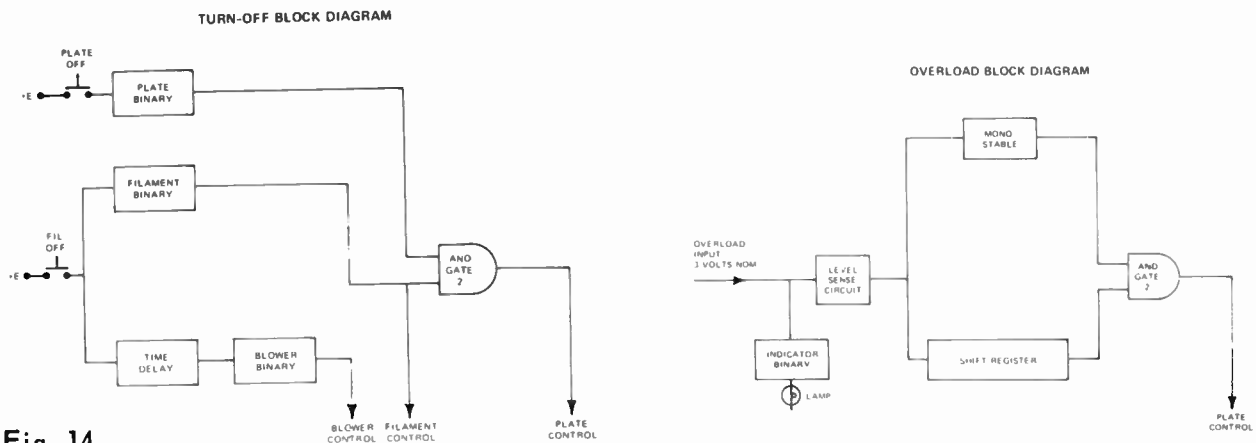 TURN-OFF BLOCK DIAGRAM
PLATE
OFF
+E
PLATE
BINARY
FILAMENT
BINARY
FIL
OFF
+E
AND
GATE
2
TIME
DELAY
BLOWER
BINARY
BLOWER
CONTROL
FILAMENT
CONTROL
PLATE
CONTROL
Fig. 14
OVERLOAD BLOCK DIAGRAM
MONO
STABLE
OVERLOAD
INPUT
3 VOLTS NOM
LEVEL
SENSE
CIRCUIT
AND
GATE
2
INDICATOR
BINARY
LAMP
SHIFT REGISTER
PLATE
CONTROL